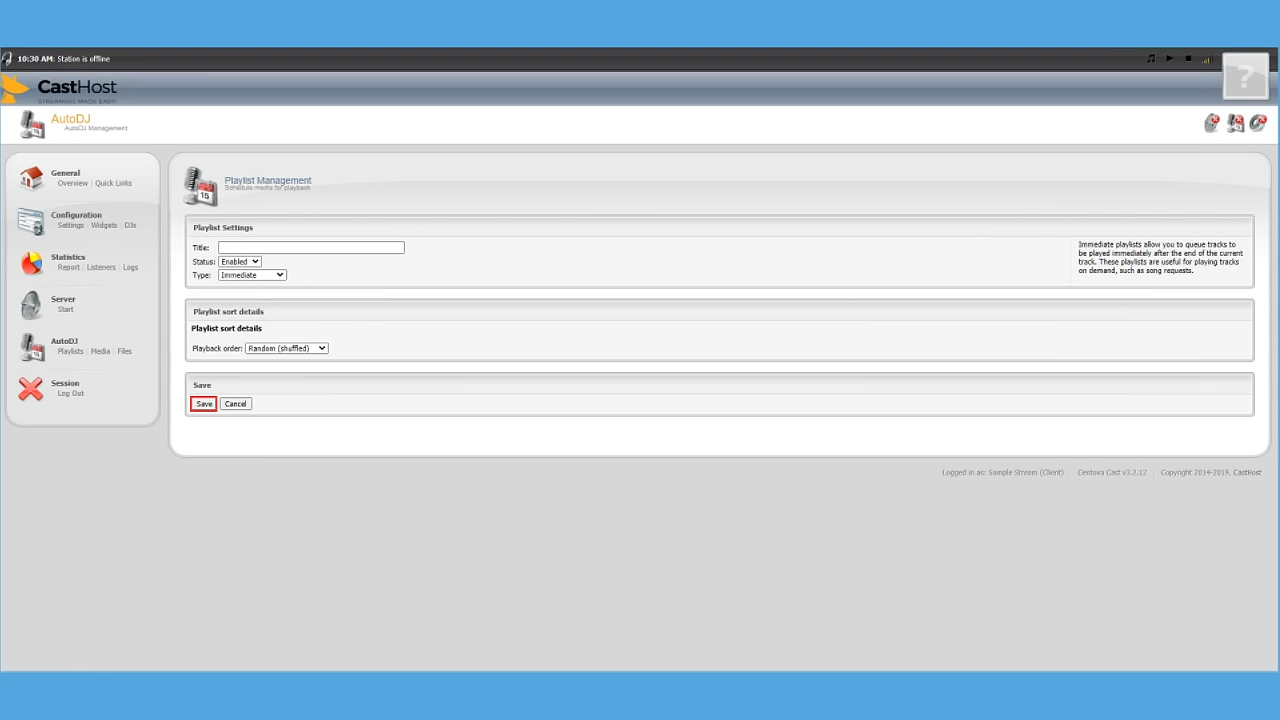 10:30 AM: Station is offline
?
CastHost
STREAMING MADE EASY!
AutoDJ
AutoDJ Management
General
Overview | Quick Links
Configuration
Settings | Widgets | DJs
Statistics
Report | Listeners | Logs
Server
Start
AutoDJ
Playlists | Media | Files
Session
Log Out
15
Playlist Management
Schedule media for playback
Playlist Settings
Title:
Status: Enabled
Type: Immediate
Immediate playlists allow you to queue tracks to
be played immediately after the end of the current
track. These playlists are useful for playing tracks
on demand, such as song requests.
Playlist sort details
Playlist sort details
Playback order: Random (shuffled)
Save
Save Cancel
Logged in as: Sample Stream (Client) | Centova Cast v3.2.12 | Copyright 2014-2019, CastHost